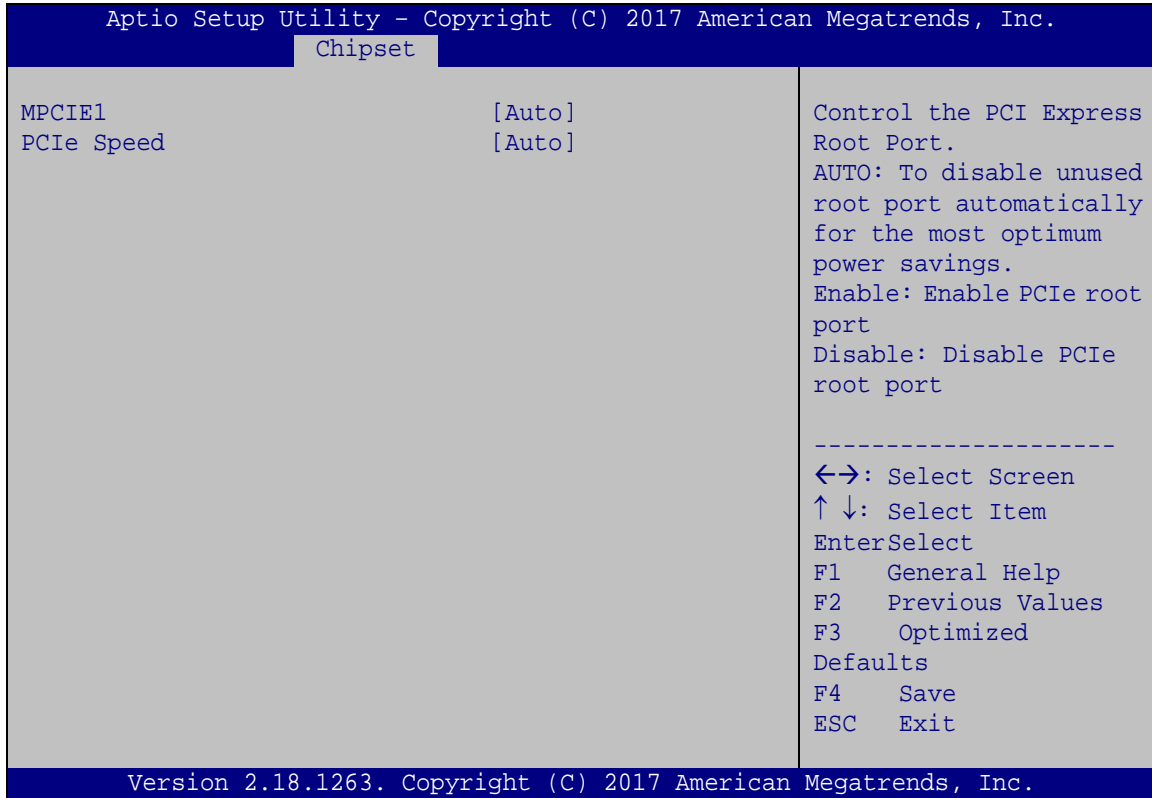 Aptio Setup Utility – Copyright (C) 2017 American Megatrends, Inc.
Chipset
MPCIE1 [Auto]
PCIe Speed [Auto]
Control the PCI Express
Root Port.
AUTO: To disable unused
root port automatically
for the most optimum
power savings.
Enable: Enable PCIe root
port
Disable: Disable PCIe
root port
---------------------
←→: Select Screen
↑ ↓: Select Item
EnterSelect
F1 General Help
F2 Previous Values
F3 Optimized
Defaults
F4 Save
ESC Exit
Version 2.18.1263. Copyright (C) 2017 American Megatrends, Inc.